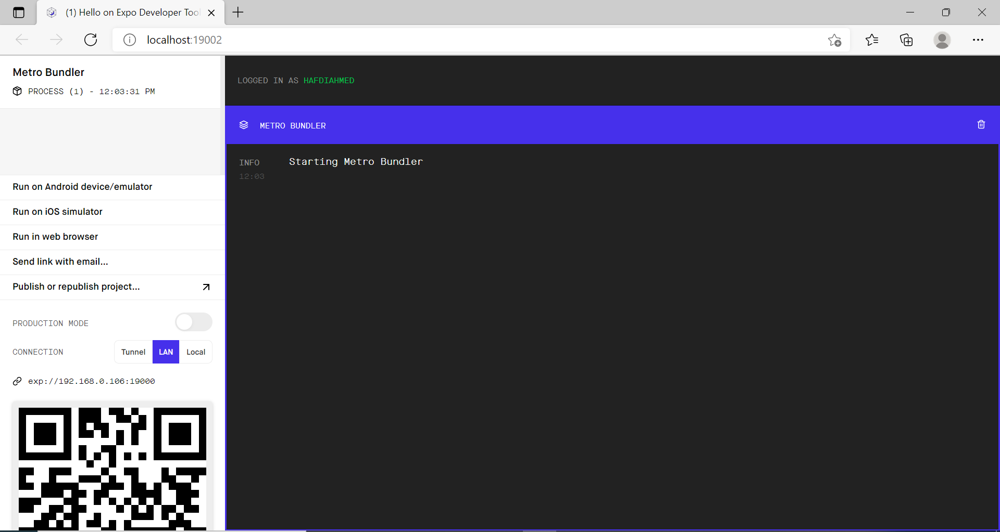 (1) Hello on Expo Developer Tool
localhost:19002
Metro Bundler
PROCESS (1) - 12:03:31 PM
Run on Android device/emulator
Run on iOS simulator
Run in web browser
Send link with email...
Publish or republish project...
PRODUCTION MODE
CONNECTION
Tunnel LAN Local
exp://192.168.0.106:19000
LOGGED IN AS HAFDIAHMED
METRO BUNDLER
INFO Starting Metro Bundler
12:03